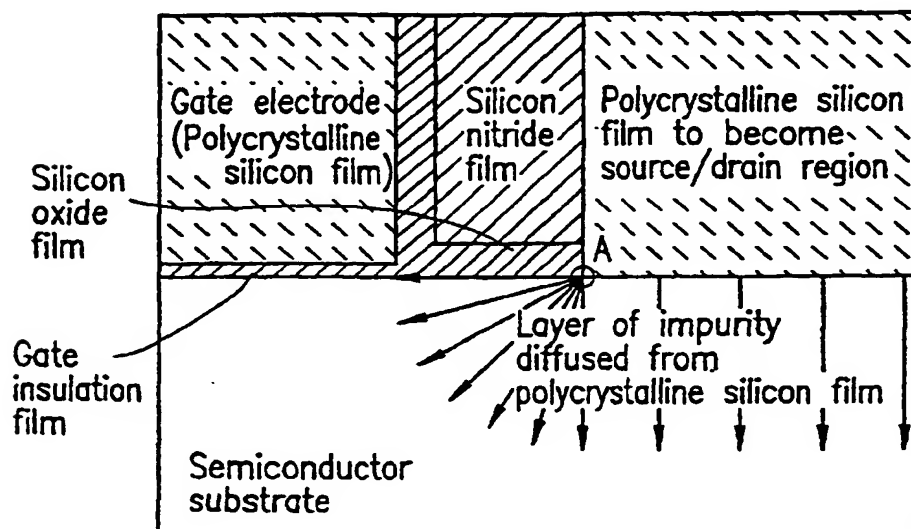 Gate electrode
(Polycrystalline
silicon film)
Silicon
nitride
film
Polycrystalline silicon
film to become
source/drain region
Silicon
oxide
film
A
Layer of impurity
diffused from
polycrystalline silicon film
Gate
insulation
film
Semiconductor
substrate